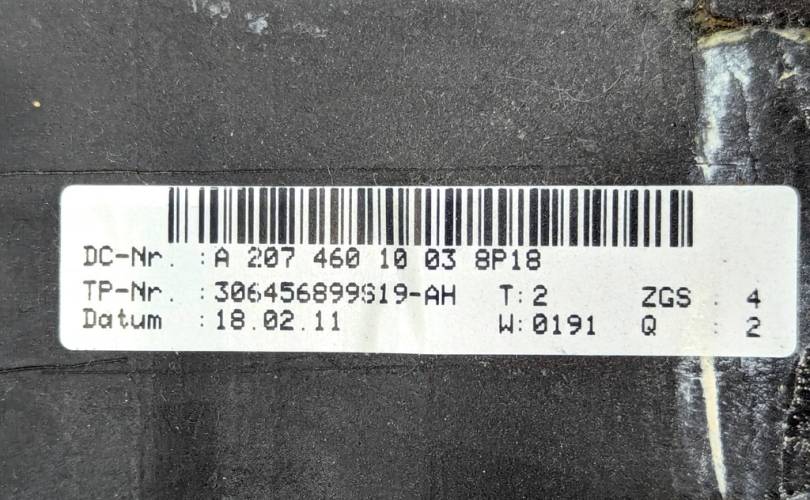 DC-Nr. :A 207 460 10 03 8P18
TP-Nr. :306456899S19-AH T:2 ZGS : 4
Datum :18.02.11 W:0191 Q : 2